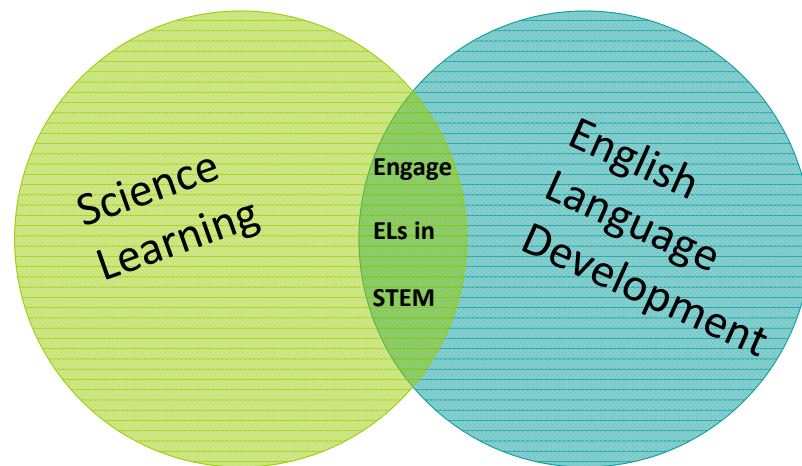 Science
Learning
Engage
ELs in
STEM
English
Language
Development